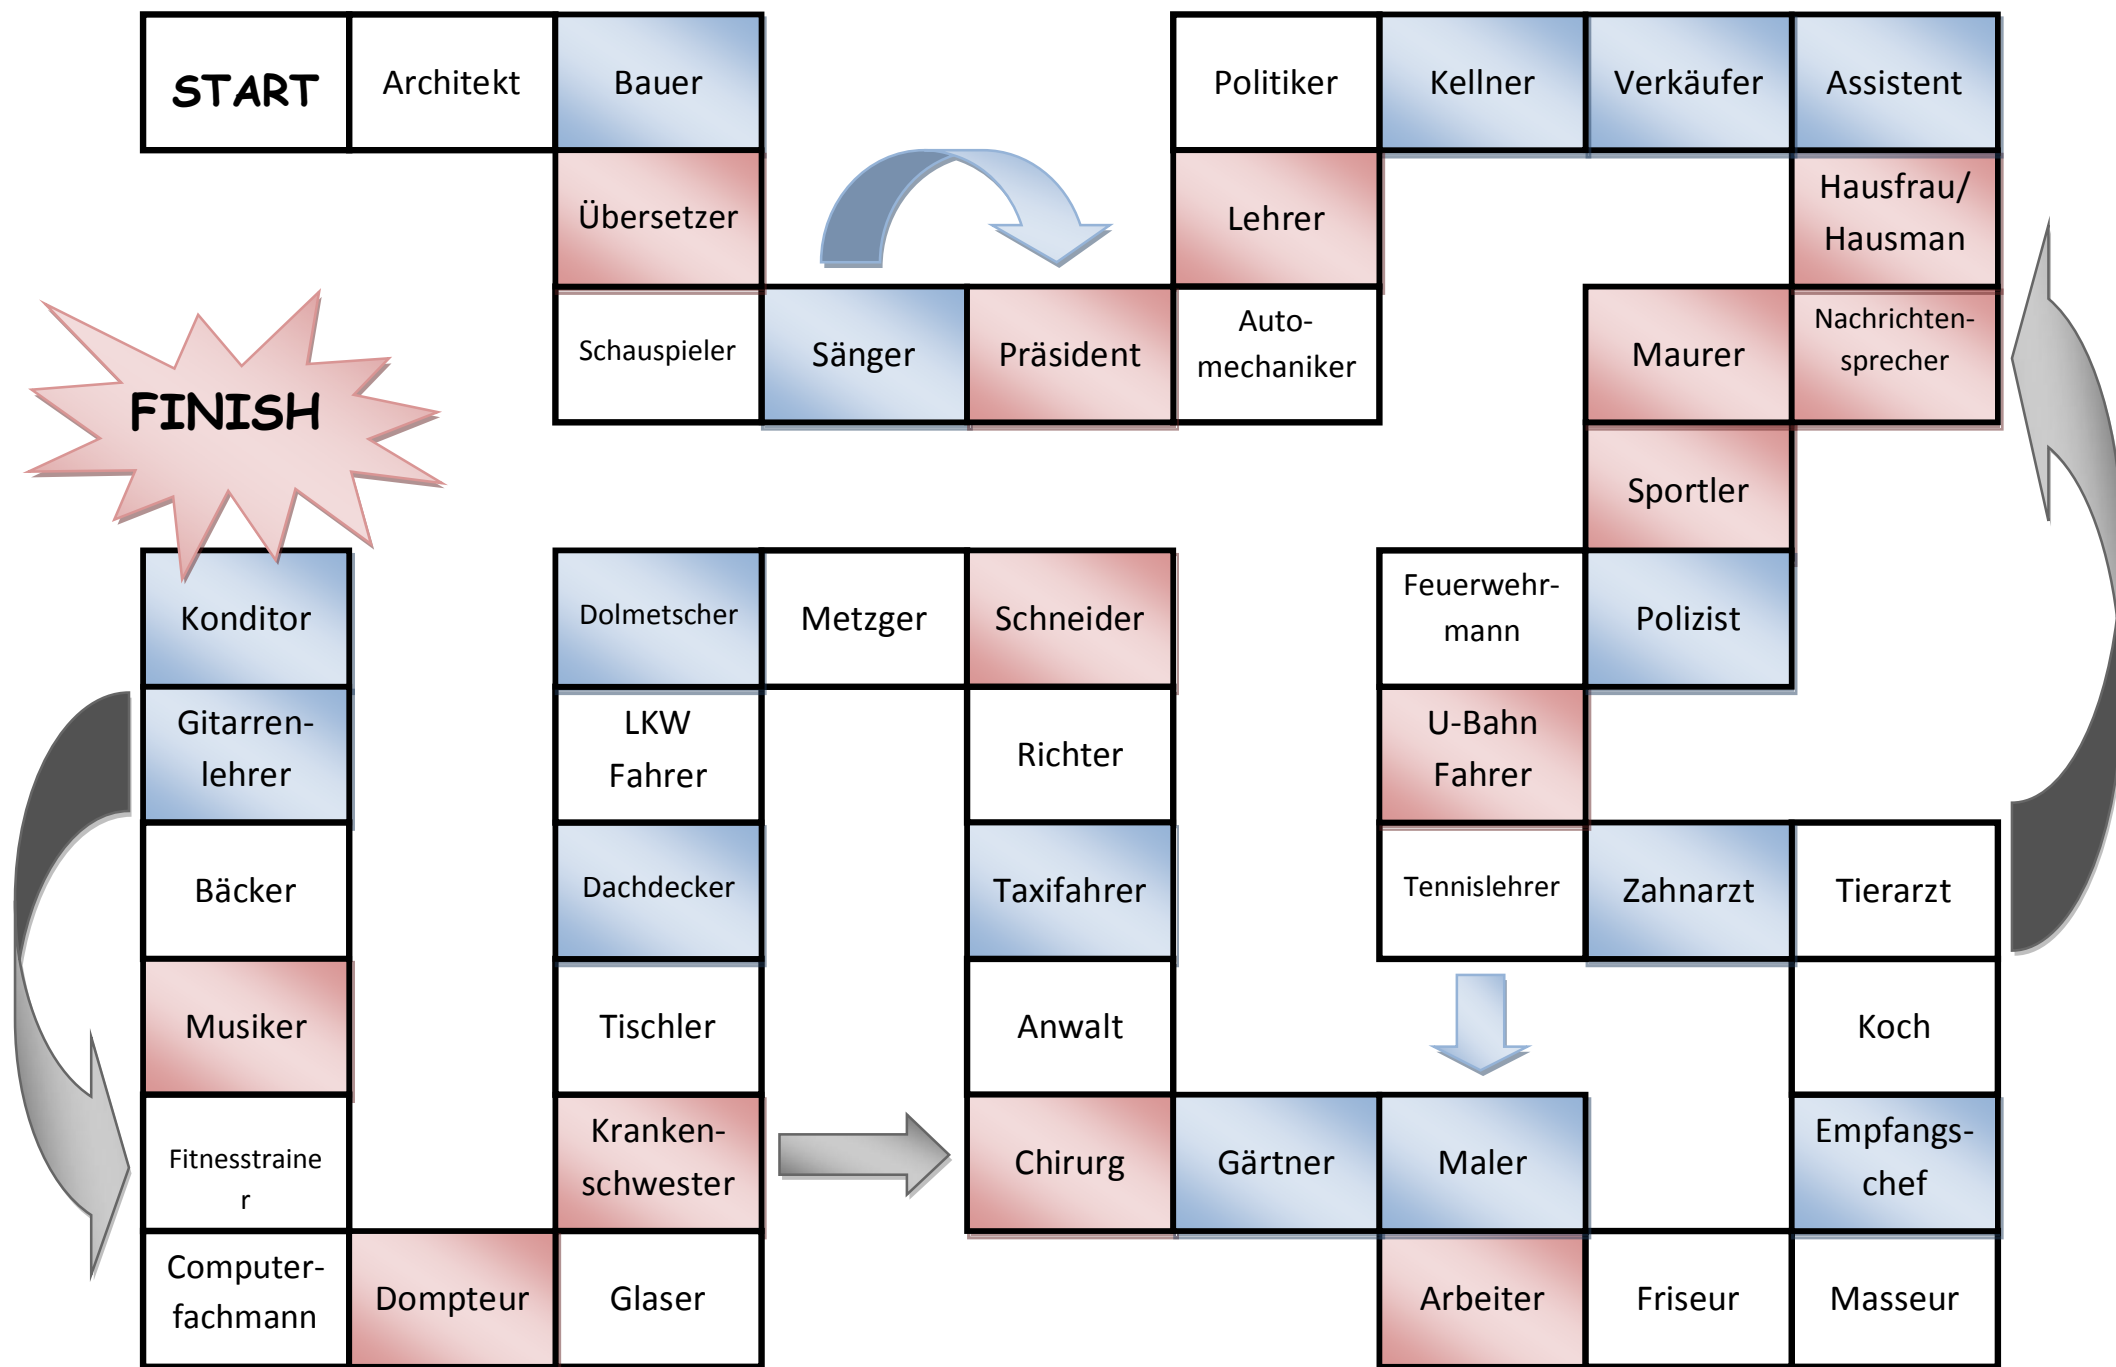 START
Architekt
Bauer
Politiker
Kellner
Verkäufer
Assistent
Übersetzer
Lehrer
Hausfrau/
Hausman
Schauspieler
Sänger
Präsident
Auto-
mechaniker
Maurer
Nachrichten-
sprecher
FINISH
Sportler
Konditor
Dolmetscher
Metzger
Schneider
Feuerwehr-
mann
Polizist
Gitarren-
lehrer
LKW
Fahrer
Richter
U-Bahn
Fahrer
Bäcker
Dachdecker
Taxifahrer
Tennislehrer
Zahnarzt
Tierarzt
Musiker
Tischler
Anwalt
Koch
Fitnesstraine
r
Kranken-
schwester
Chirurg
Gärtner
Maler
Empfangs-
chef
Computer-
fachmann
Dompteur
Glaser
Arbeiter
Friseur
Masseur